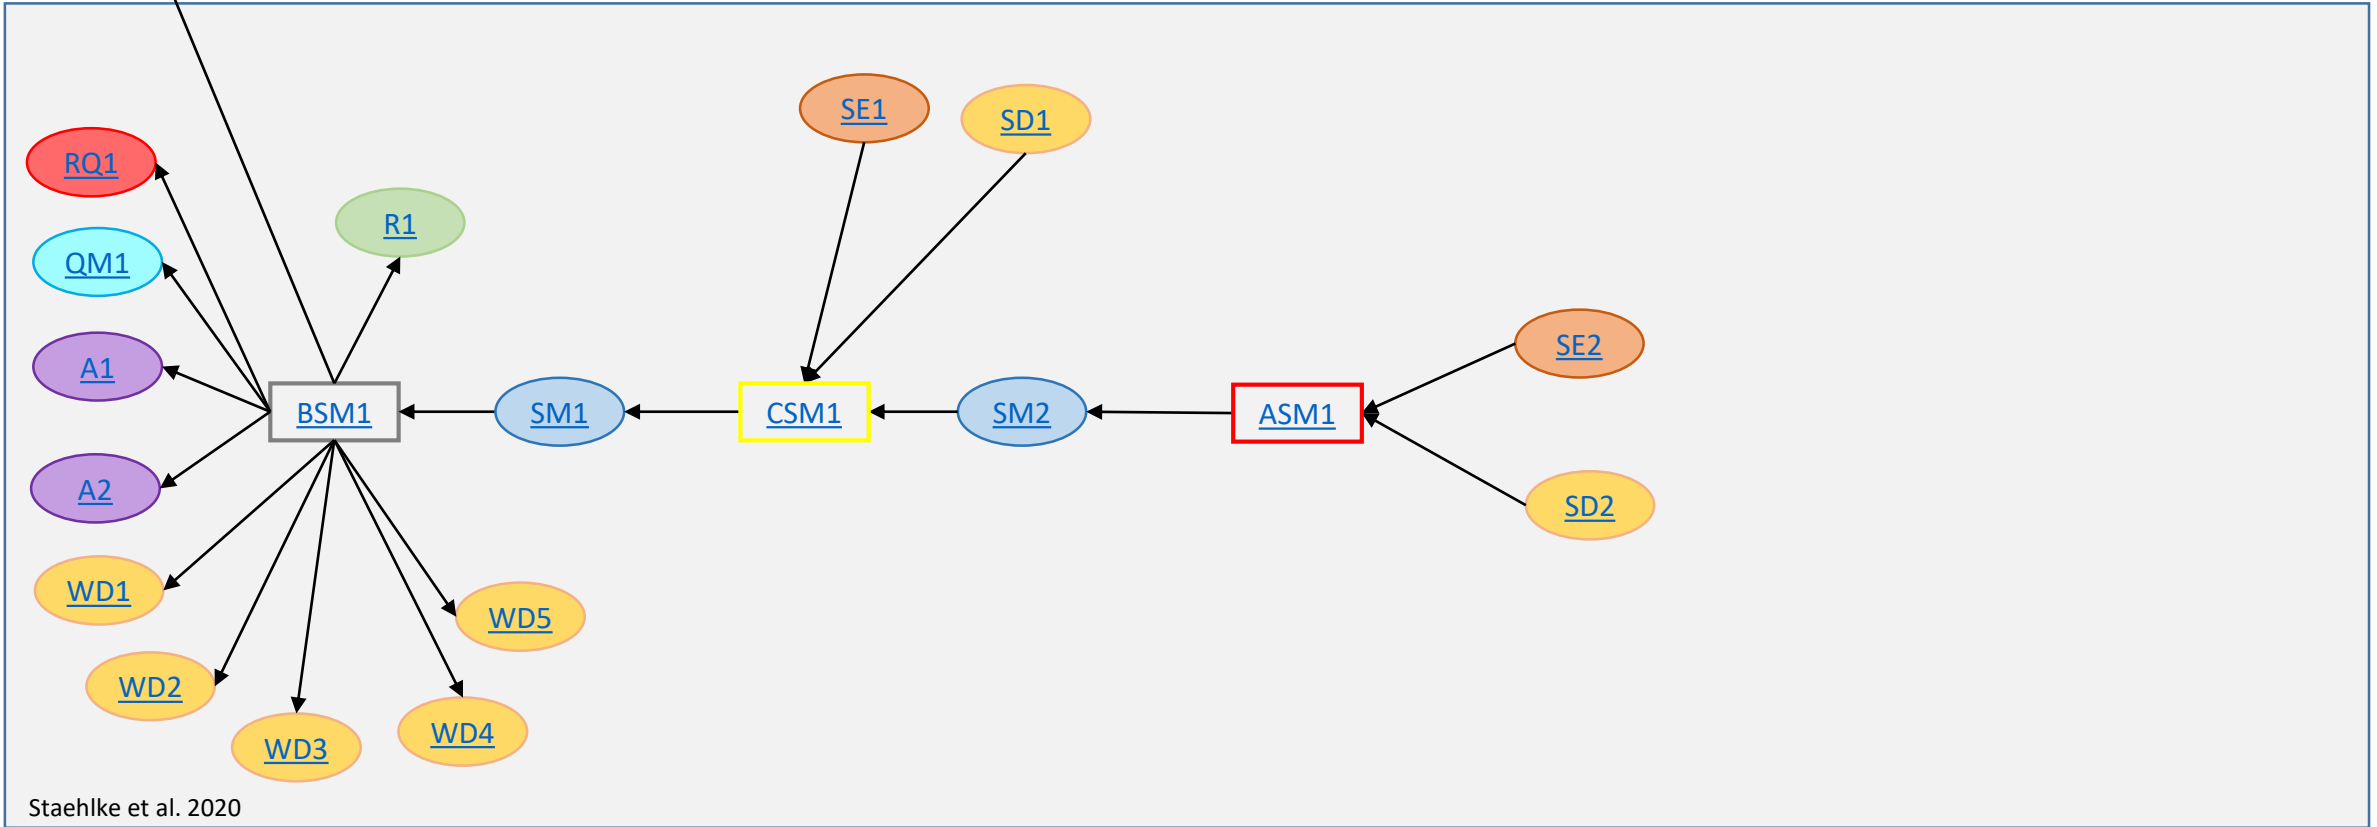 SE1
SD1
RQ1
R1
QM1
SE2
A1
BSM1
SM1
CSM1
SM2
ASM1
A2
SD2
WD1
WD5
WD2
WD4
WD3
Staehlke et al. 2020